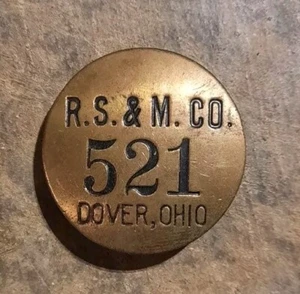 R.S. & M. CO.
521
DOVER, OHIO